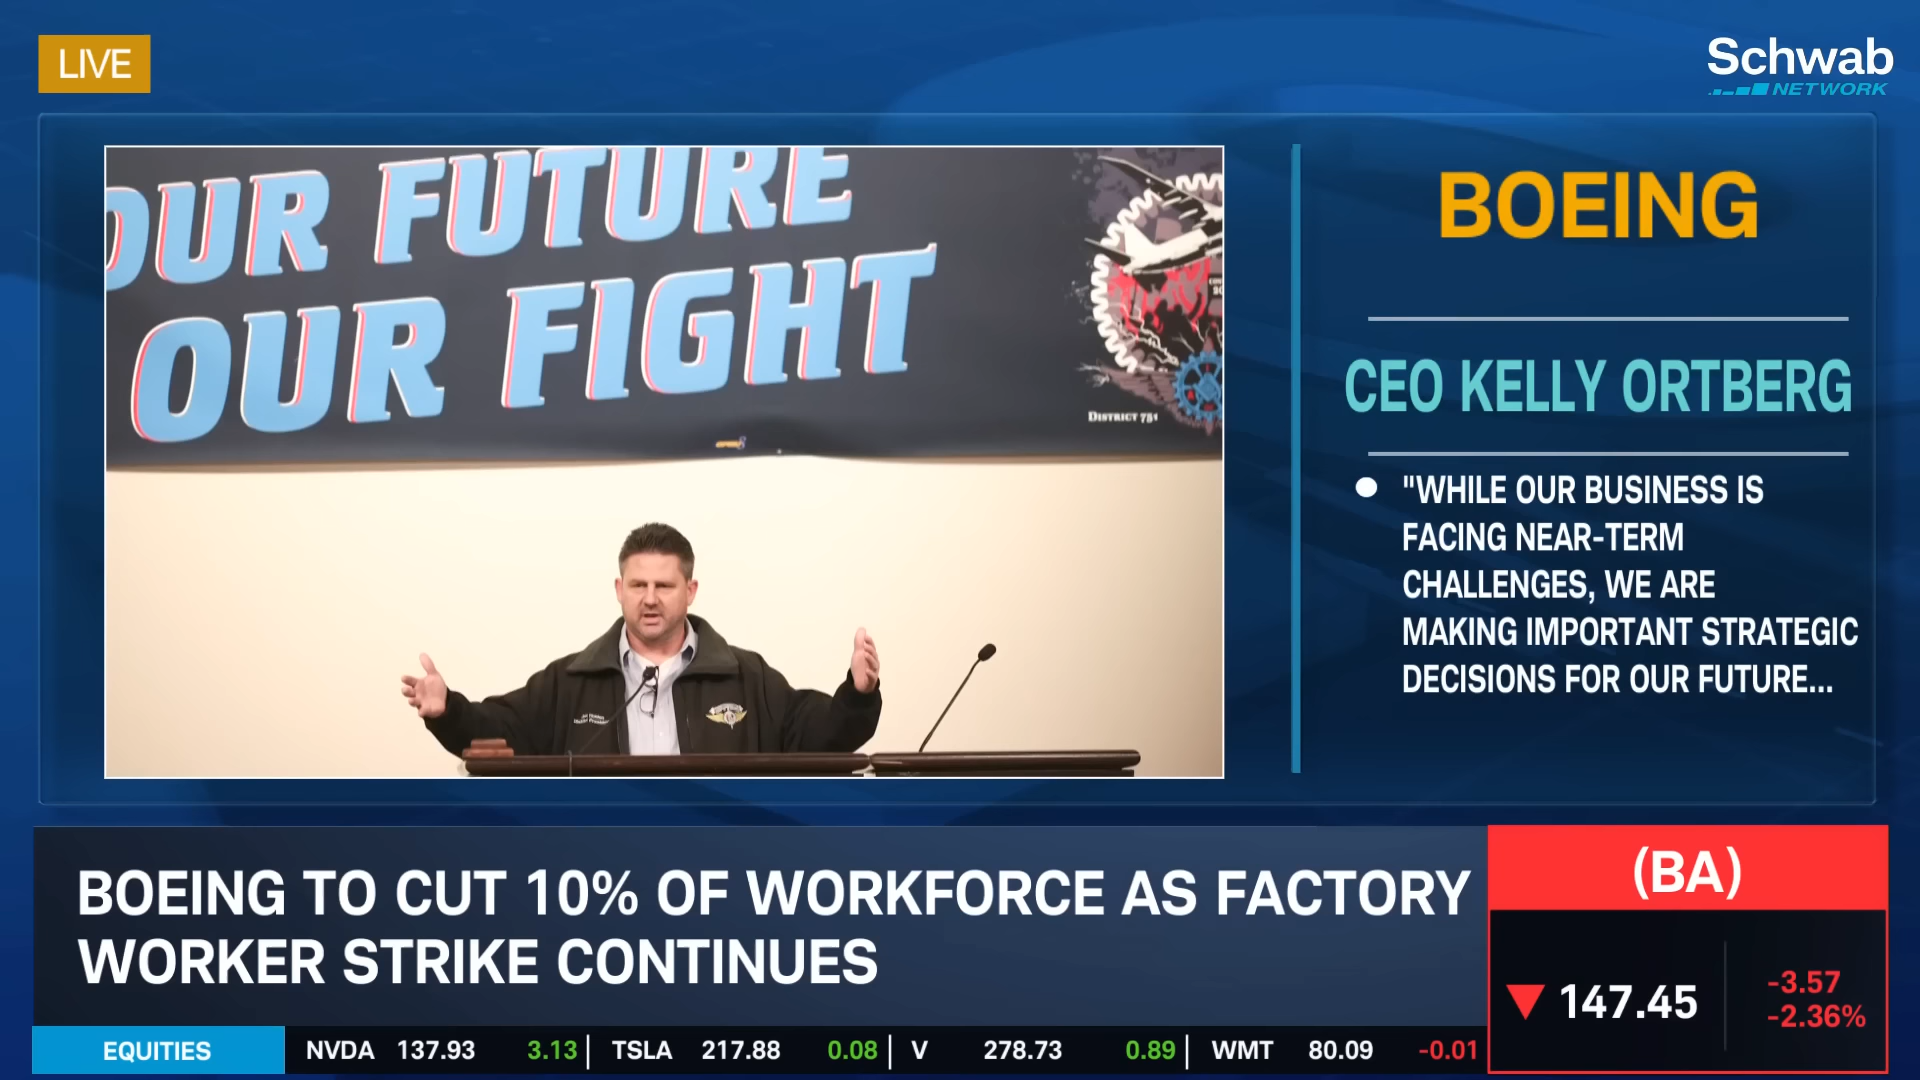 LIVE
Schwab
NETWORK
OUR FUTURE
OUR FIGHT
DISTRICT 751
BOEING
CEO KELLY ORTBERG
"WHILE OUR BUSINESS IS
FACING NEAR-TERM
CHALLENGES, WE ARE
MAKING IMPORTANT STRATEGIC
DECISIONS FOR OUR FUTURE...
BOEING TO CUT 10% OF WORKFORCE AS FACTORY
WORKER STRIKE CONTINUES
(BA)
147.45
-3.57
-2.36%
EQUITIES
NVDA 137.93 3.13 TSLA 217.88 0.08 V 278.73 0.89 WMT 80.09 -0.01